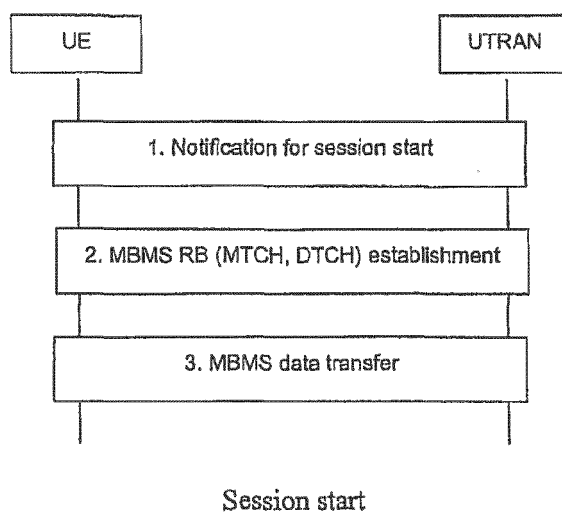 UE
UTRAN
1. Notification for session start
2. MBMS RB (MTCH, DTCH) establishment
3. MBMS data transfer
Session start